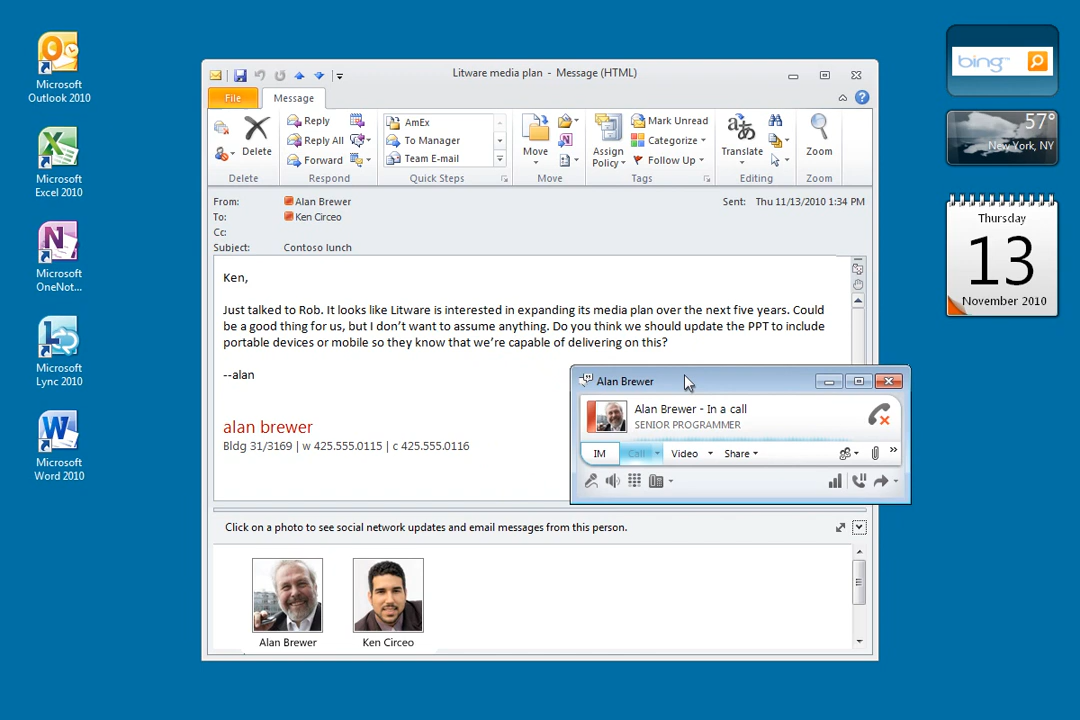 Microsoft
Outlook 2010
Microsoft
Excel 2010
Microsoft
OneNot...
Microsoft
Lync 2010
Microsoft
Word 2010
Litware media plan - Message (HTML)
File Message
Delete
Delete
Reply
Reply All
Forward
Respond
AmEx
To Manager
Team E-mail
Quick Steps
Move
Move
Assign
Policy
Mark Unread
Categorize
Follow Up
Tags
Translate
Editing
Zoom
Zoom
From: Alan Brewer
Sent: Thu 11/13/2010 1:34 PM
To: Ken Circeo
Cc:
Subject: Contoso lunch
Ken,
Just talked to Rob. It looks like Litware is interested in expanding its media plan over the next five years. Could
be a good thing for us, but I don't want to assume anything. Do you think we should update the PPT to include
portable devices or mobile so they know that we're capable of delivering on this?
--alan
alan brewer
Bldg 31/3169 | w 425.555.0115 | c 425.555.0116
Alan Brewer
Alan Brewer - In a call
SENIOR PROGRAMMER
IM Call Video Share
Click on a photo to see social network updates and email messages from this person.
Alan Brewer Ken Circeo
bing
57°
New York, NY
Thursday
13
November 2010